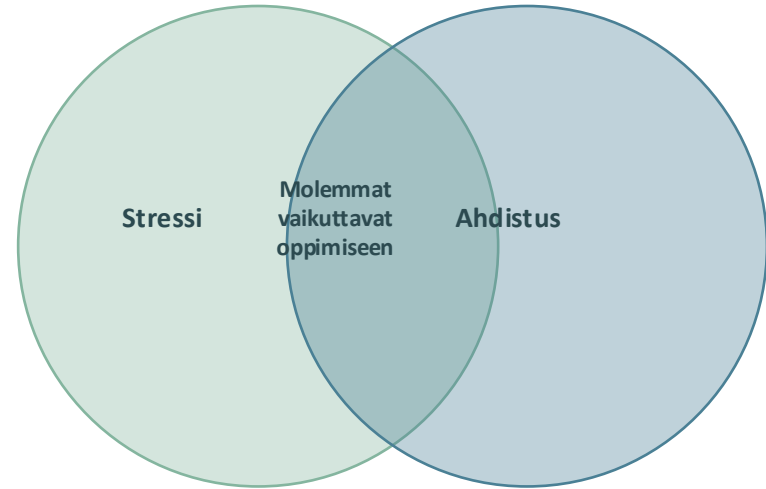 Stressi
Molemmat
vaikuttavat
oppimiseen
Ahdistus